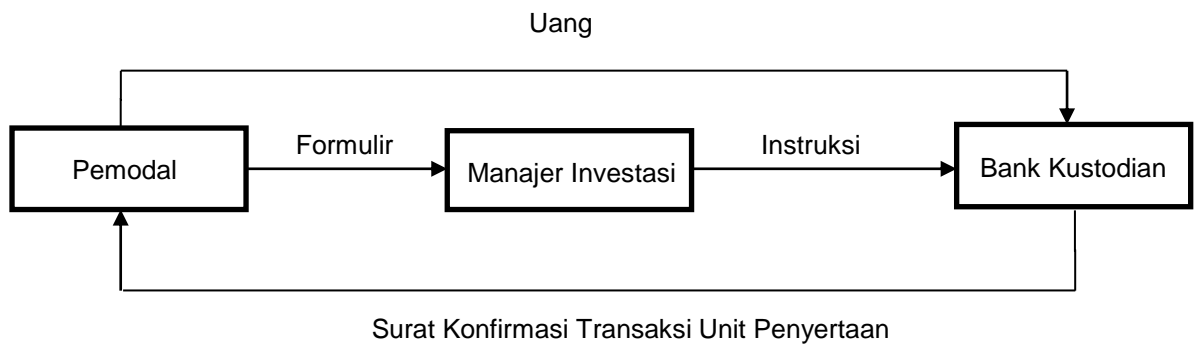 Uang
Formulir
Instruksi
Pemodal
Manajer Investasi
Bank Kustodian
Surat Konfirmasi Transaksi Unit Penyertaan